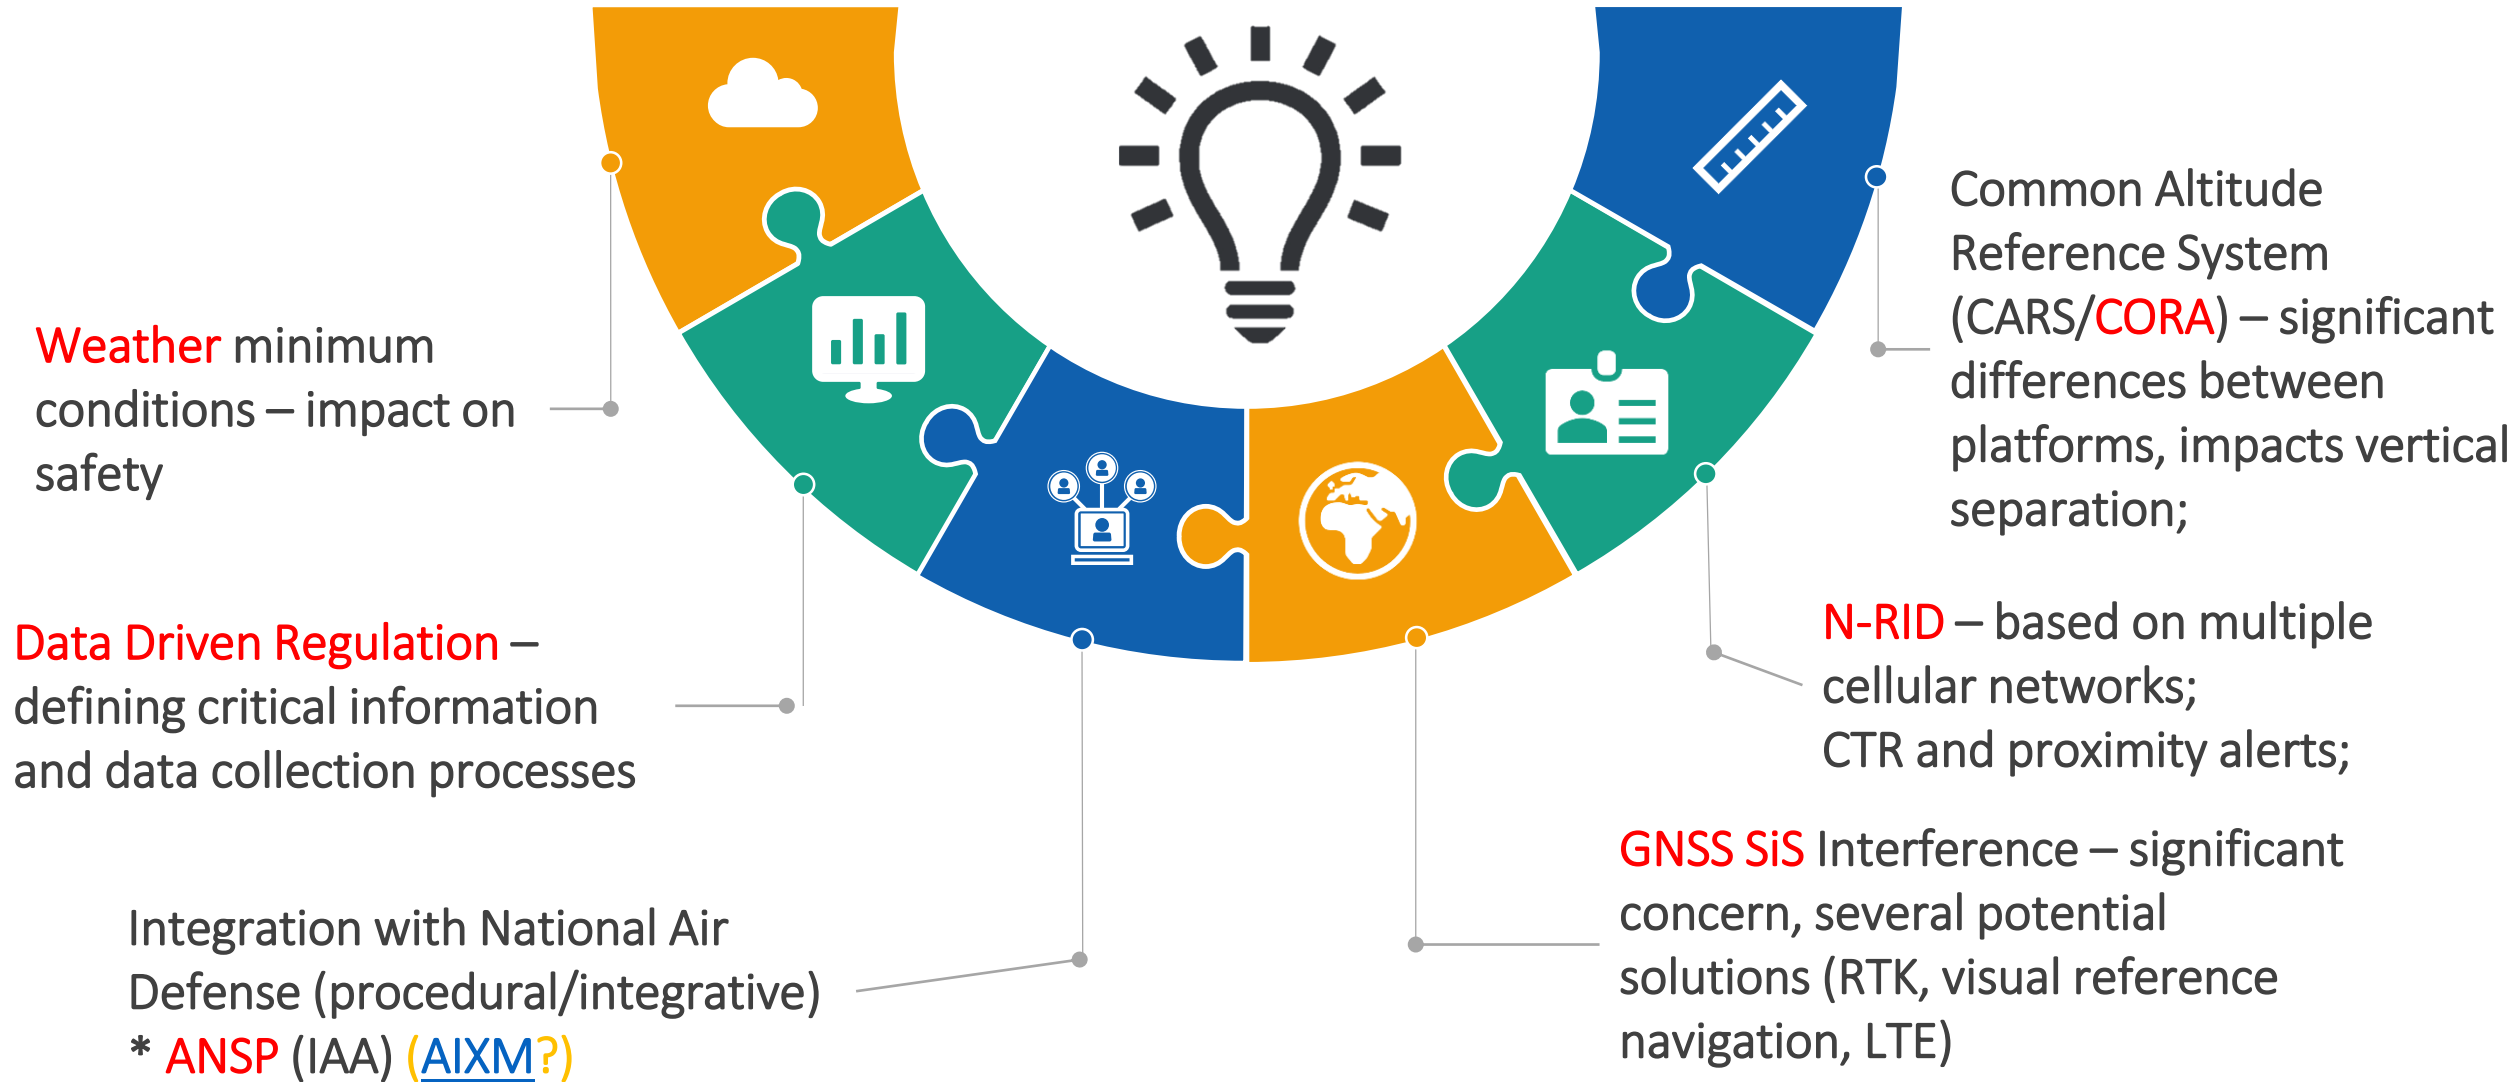 Weather minimum
conditions – impact on
safety
Data Driven Regulation –
defining critical information
and data collection processes
Integration with National Air
Defense (procedural/integrative)
* ANSP (IAA) (AIXM?)
Common Altitude
Reference System
(CARS/CORA) – significant
differences between
platforms, impacts vertical
separation;
N-RID – based on multiple
cellular networks;
CTR and proximity alerts;
GNSS SiS Interference – significant
concern, several potential
solutions (RTK, visual reference
navigation, LTE)